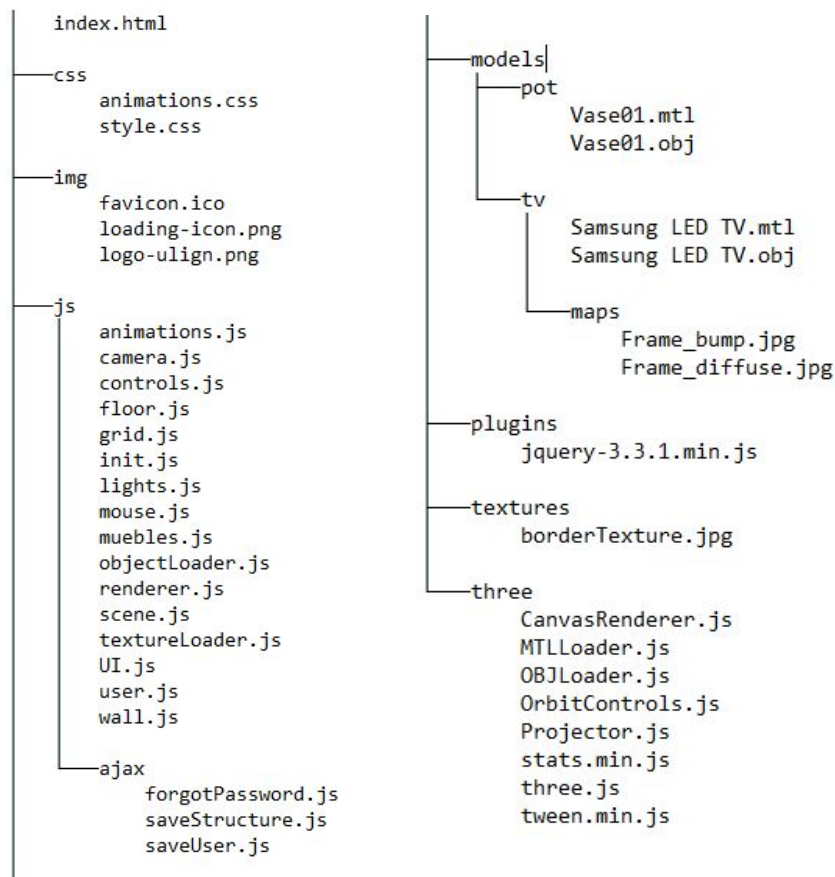 index.html
css
animations.css
style.css
img
favicon.ico
loading-icon.png
logo-ulign.png
js
animations.js
camera.js
controls.js
floor.js
grid.js
init.js
lights.js
mouse.js
muebles.js
objectLoader.js
renderer.js
scene.js
textureLoader.js
UI.js
user.js
wall.js
ajax
forgotPassword.js
saveStructure.js
saveUser.js
models
pot
Vase01.mtl
Vase01.obj
tv
Samsung LED TV.mtl
Samsung LED TV.obj
maps
Frame_bump.jpg
Frame_diffuse.jpg
plugins
jquery-3.3.1.min.js
textures
borderTexture.jpg
three
CanvasRenderer.js
MTLLoader.js
OBJLoader.js
OrbitControls.js
Projector.js
stats.min.js
three.js
tween.min.js